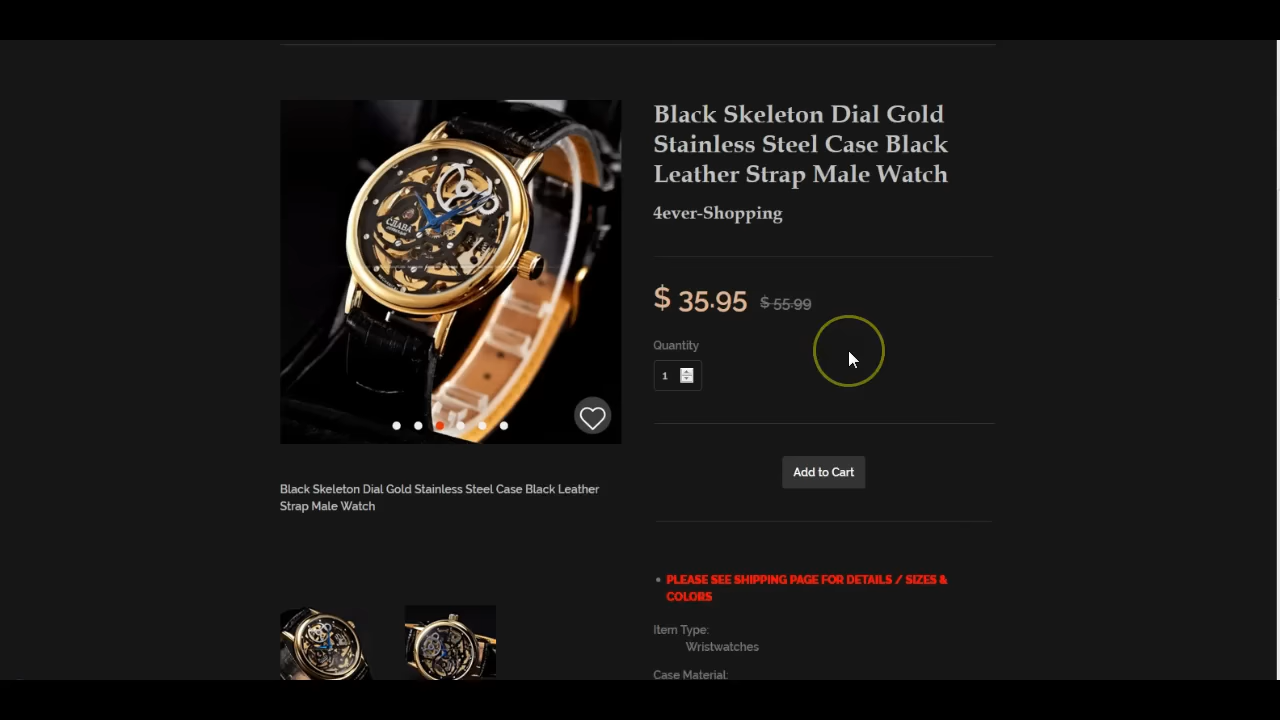 Black Skeleton Dial Gold
Stainless Steel Case Black
Leather Strap Male Watch
4ever-Shopping
$ 35.95 $ 55.99
Quantity
1
Add to Cart
Black Skeleton Dial Gold Stainless Steel Case Black Leather
Strap Male Watch
PLEASE SEE SHIPPING PAGE FOR DETAILS / SIZES &
COLORS
Item Type:
Wristwatches
Case Material: